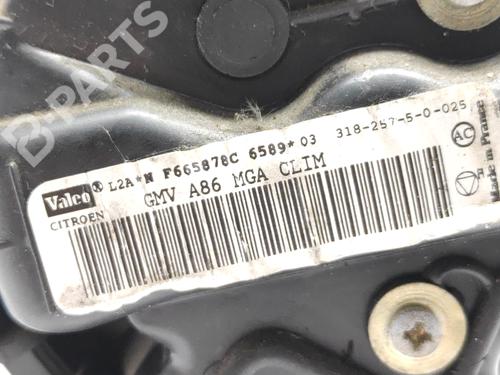 B-PARTS
Valeo® L2A*N F665878C 6589*03 318-257-5-0-025
CITROEN GMV A86 MGA CLIM
AC
Made in France